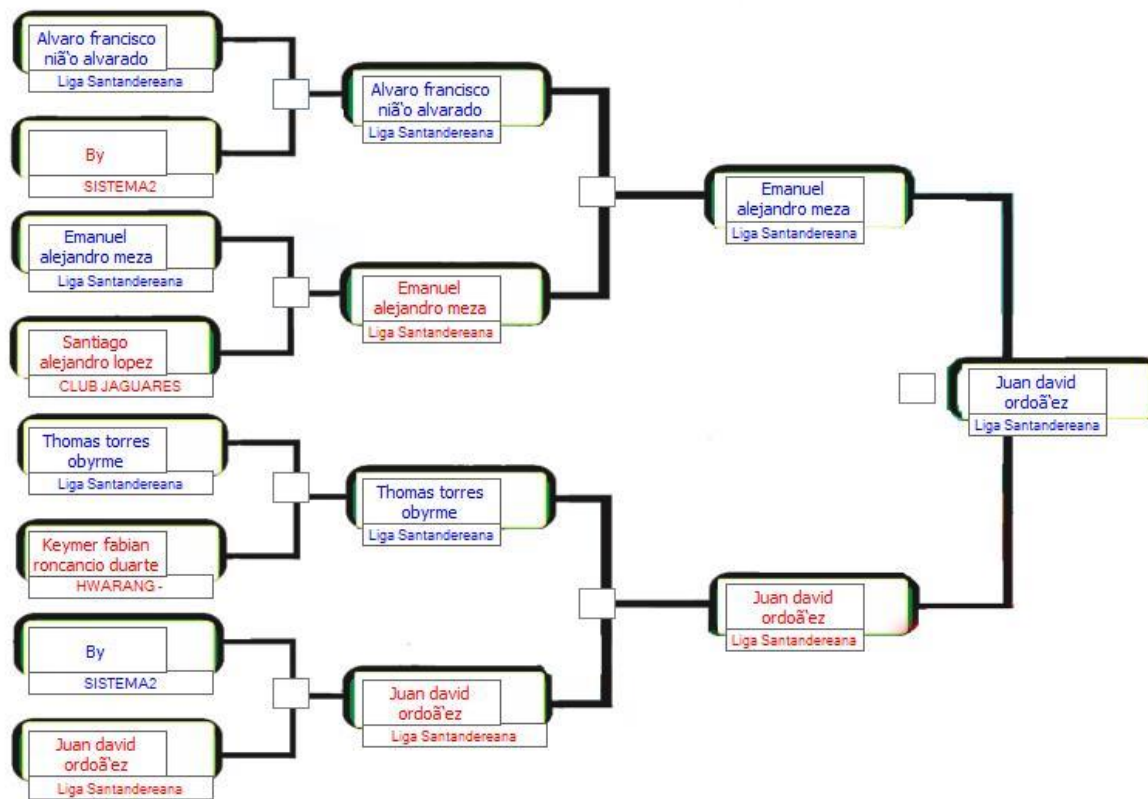 Alvaro francisco
niã'o alvarado
Liga Santandereana
By
SISTEMA2
Emanuel
alejandro meza
Liga Santandereana
Santiago
alejandro lopez
CLUB JAGUARES
Thomas torres
obyrme
Liga Santandereana
Keymer fabian
roncancio duarte
HWARANG -
By
SISTEMA2
Juan david
ordoã'ez
Liga Santandereana
Alvaro francisco
niã'o alvarado
Liga Santandereana
Emanuel
alejandro meza
Liga Santandereana
Thomas torres
obyrme
Liga Santandereana
Juan david
ordoã'ez
Liga Santandereana
Emanuel
alejandro meza
Liga Santandereana
Juan david
ordoã'ez
Liga Santandereana
Juan david
ordoã'ez
Liga Santandereana